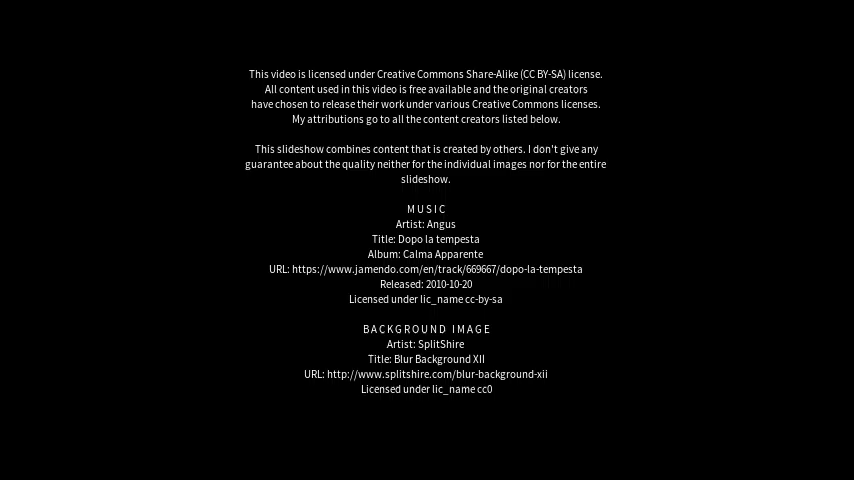 This video is licensed under Creative Commons Share-Alike (CC BY-SA) license.
All content used in this video is free available and the original creators
have chosen to release their work under various Creative Commons licenses.
My attributions go to all the content creators listed below.
This slideshow combines content that is created by others. I don't give any
guarantee about the quality neither for the individual images nor for the entire
slideshow.
MUSIC
Artist: Angus
Title: Dopo la tempesta
Album: Calma Apparente
URL: https://www.jamendo.com/en/track/669667/dopo-la-tempesta
Released: 2010-10-20
Licensed under lic_name cc-by-sa
BACKGROUND IMAGE
Artist: SplitShire
Title: Blur Background XII
URL: http://www.splitshire.com/blur-background-xii
Licensed under lic_name cc0